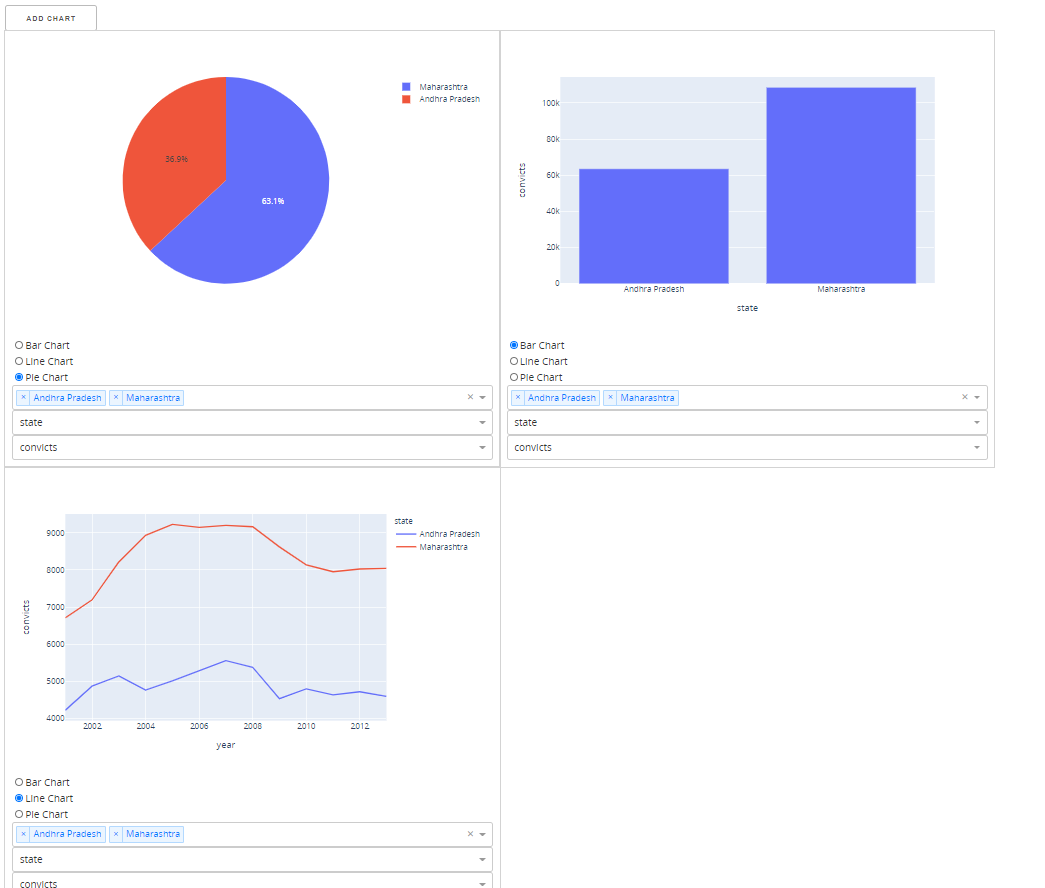 ADD CHART
Maharashtra
Andhra Pradesh
36.9%
63.1%
Bar Chart
Line Chart
Pie Chart
× Andhra Pradesh × Maharashtra ×
state
convicts
100k
80k
60k
40k
20k
0
convicts
Andhra Pradesh Maharashtra
state
Bar Chart
Line Chart
Pie Chart
× Andhra Pradesh × Maharashtra ×
state
convicts
state
Andhra Pradesh
Maharashtra
9000
8000
7000
6000
5000
4000
convicts
2002 2004 2006 2008 2010 2012
year
Bar Chart
Line Chart
Pie Chart
× Andhra Pradesh × Maharashtra ×
state
convicts